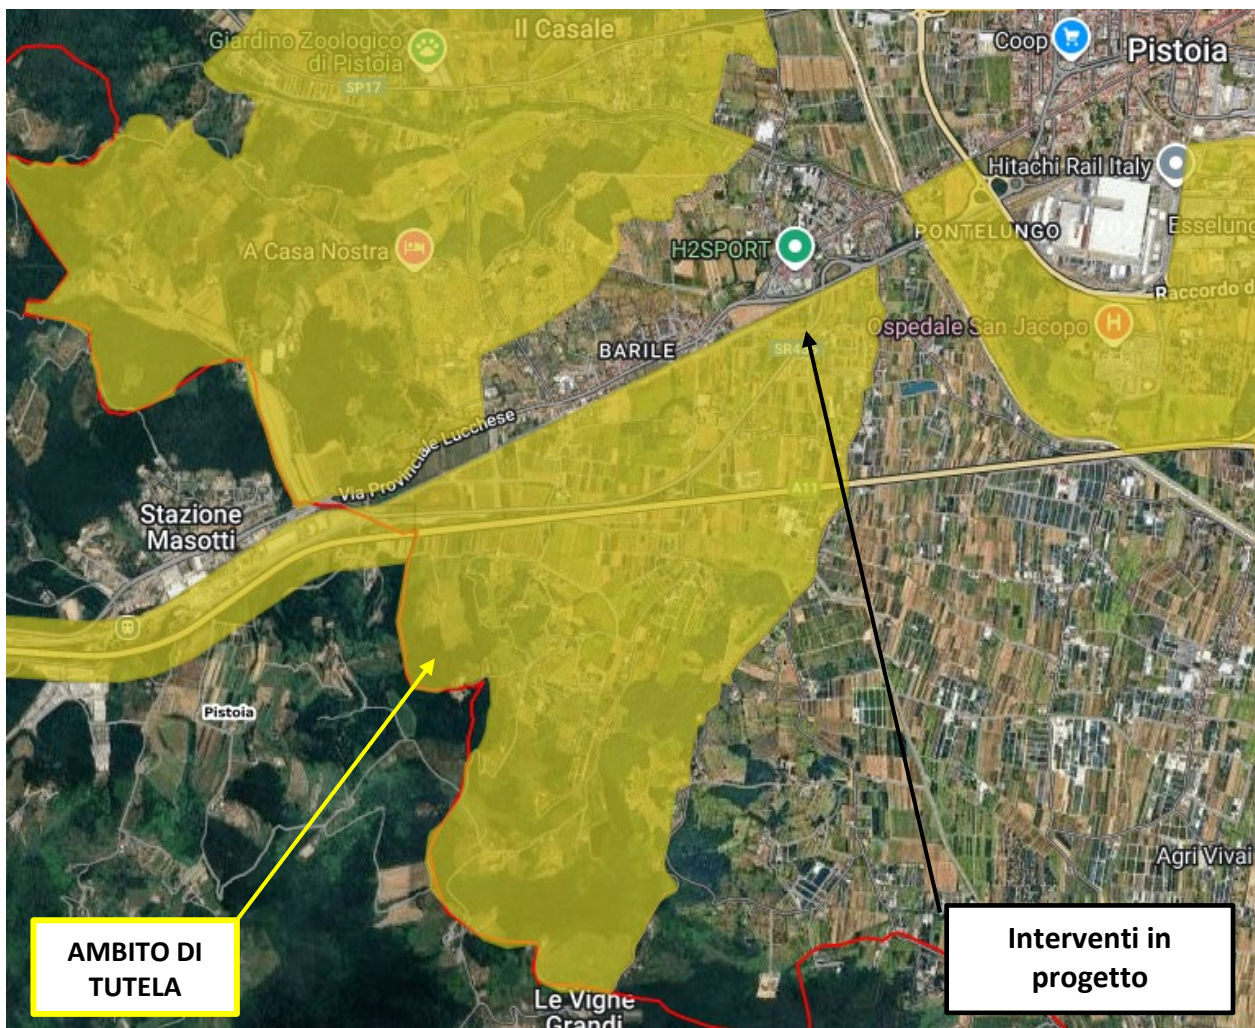 Giardino Zoologico
di Pistoia
Il Casale
Coop
Pistoia
SP17
Hitachi Rail Italy
A Casa Nostra
H2SPORT
PONTELUNGO
Esselung
Raccordo d
BARILE
SR43
Ospedale San Jacopo
H
Via Provinciale Lucchese
A11
Stazione
Masotti
Pistoia
Agri Vivai
AMBITO DI
TUTELA
Interventi in
progetto
Le Vigne
Grandi